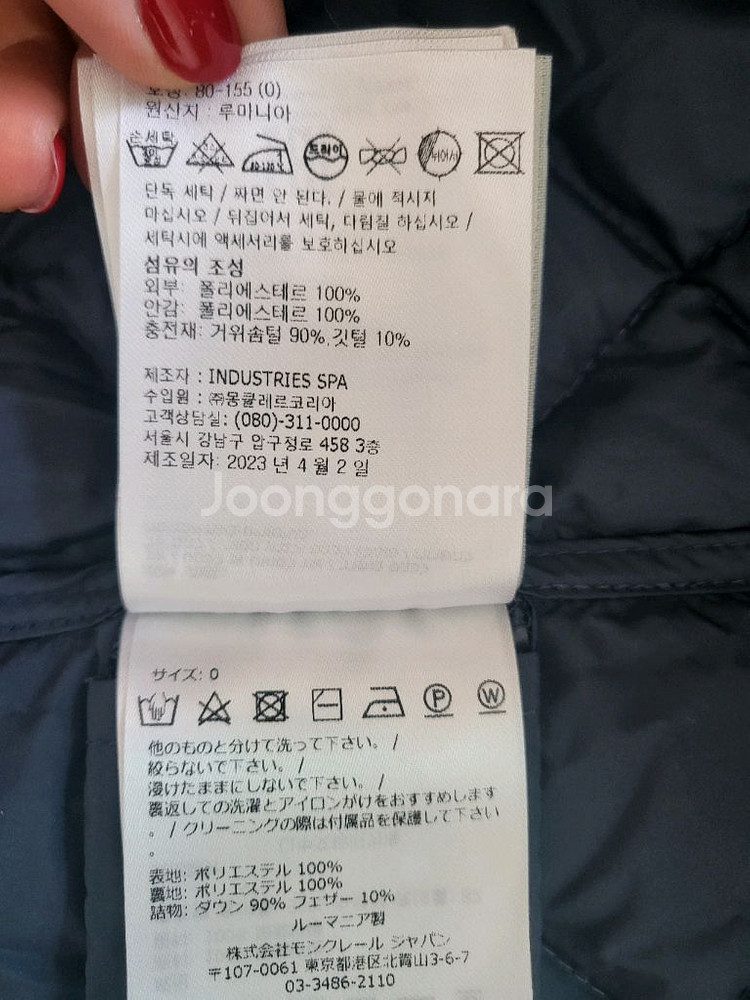 80-155 (0)
원산지 : 루미니아
손세탁
30
80-120℃
드라이
뉘어서
단독 세탁 / 짜면 안 된다. / 물에 적시지
마십시오 / 뒤집어서 세탁, 다림질 하십시오 /
세탁시에 액세서리를 보호하십시오
섬유의 조성
외부: 폴리에스테르 100%
안감: 폴리에스테르 100%
충전재: 거위솜털 90%.깃털 10%
제조자 : INDUSTRIES SPA
수입원 : ㈜몽클레르코리아
고객상담실: (080)-311-0000
서울시 강남구 압구정로 458 3층
제조일자: 2023 년 4 월 2 일
Joonggonara
サイズ: 0
P
W
他のものと分けて洗って下さい。 /
絞らないで下さい。 /
浸けたままにしないで下さい。 /
裏返しての洗濯とアイロンがけをおすすめします
。 / クリーニングの際は付属品を保護して下さい
。
表地: ポリエステル 100%
裏地: ポリエステル 100%
詰物: ダウン 90% フェザー 10%
ルーマニア製
株式会社モンクレール ジャパン
〒107-0061 東京都港区北青山3-6-7
03-3486-2110